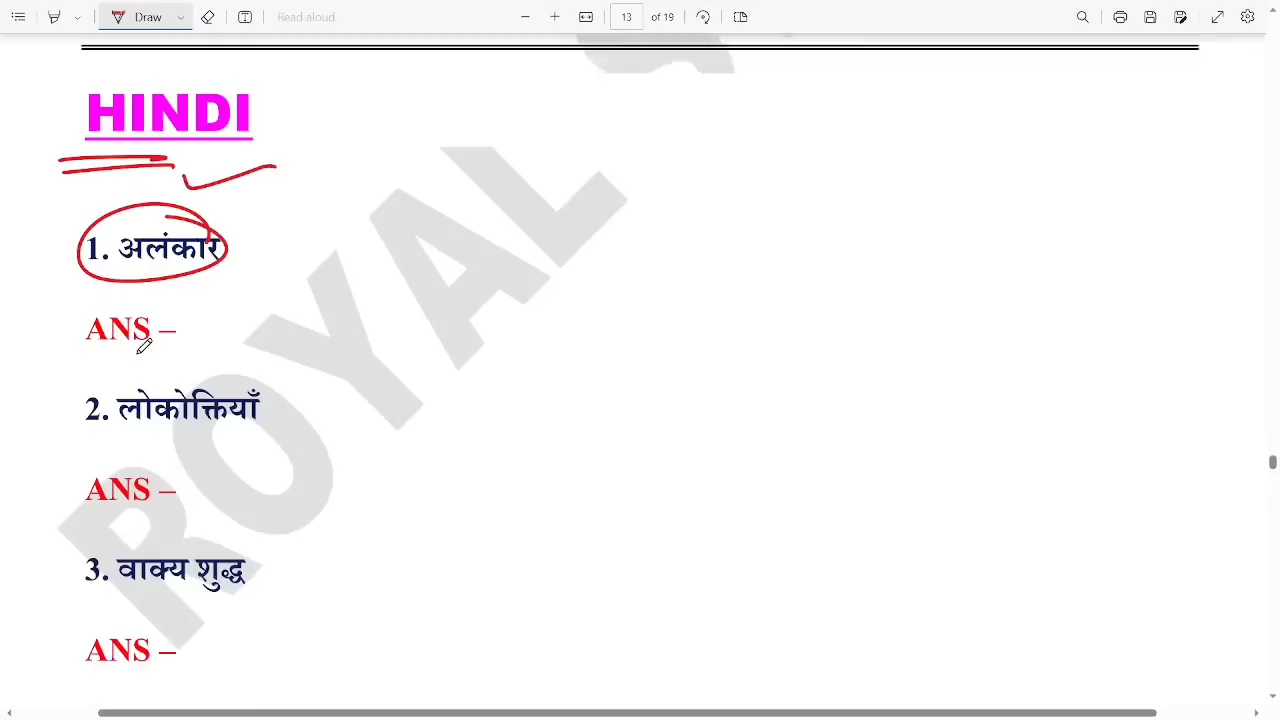 Draw
Read aloud
13
of 19
HINDI
1. अलंकार
ANS –
2. लोकोक्तियाँ
ANS –
3. वाक्य शुद्ध
ANS –
ROYAL